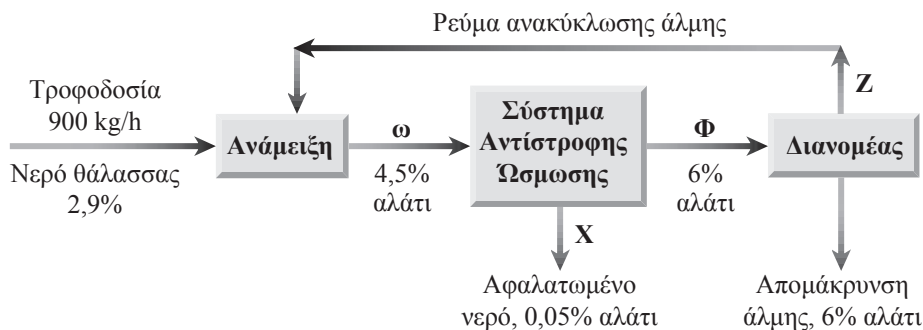 Ρεύμα ανακύκλωσης άλμης
Τροφοδοσία
900 kg/h
Νερό θάλασσας
2,9%
Ανάμειξη
ω
4,5%
αλάτι
Σύστημα
Αντίστροφης
Ώσμωσης
Φ
6%
αλάτι
Διανομέας
Ζ
Χ
Αφαλατωμένο
νερό, 0,05% αλάτι
Απομάκρυνση
άλμης, 6% αλάτι